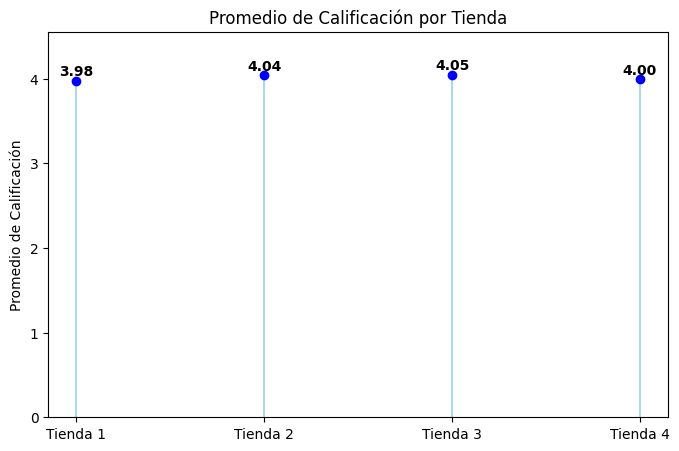 Promedio de Calificación por Tienda
Promedio de Calificación
4
3
2
1
0
3.98
4.04
4.05
4.00
Tienda 1
Tienda 2
Tienda 3
Tienda 4